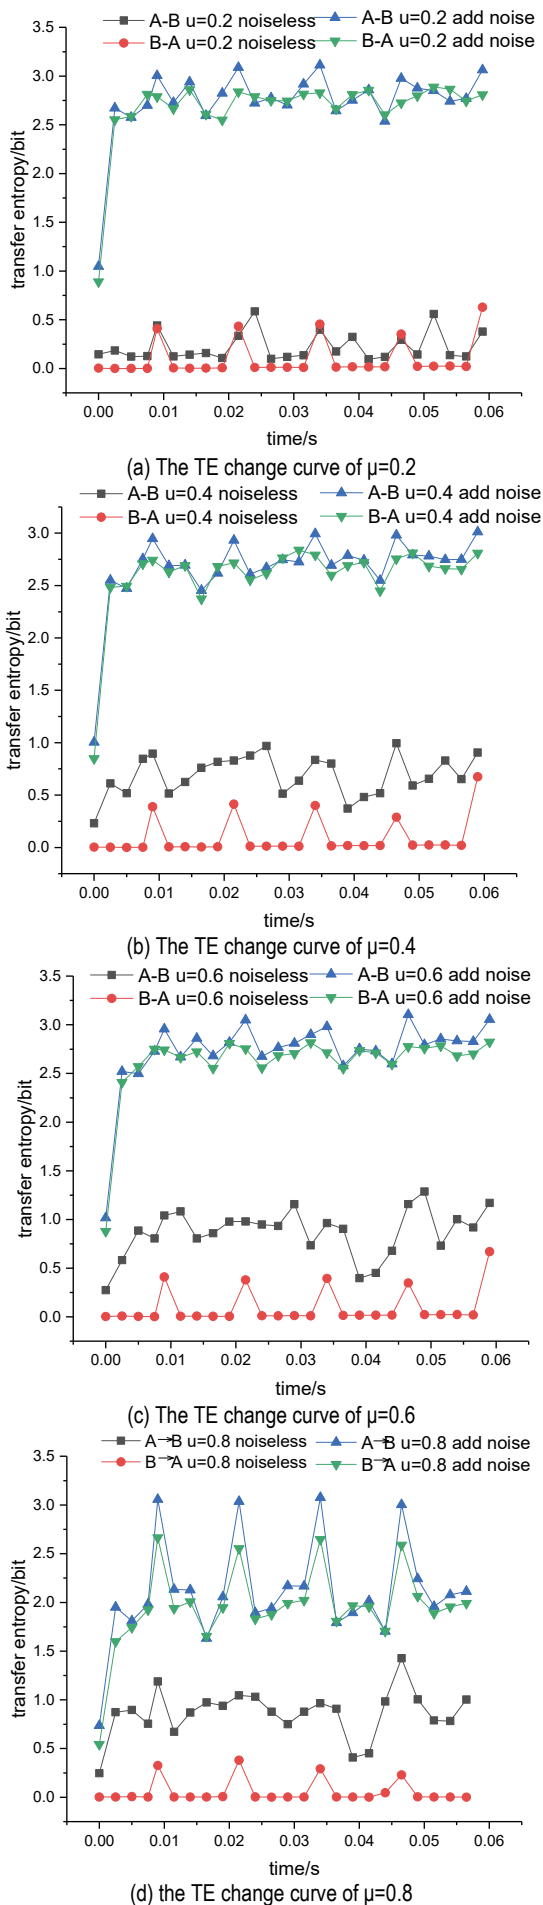 A-B u=0.2 noiseless A-B u=0.2 add noise
B-A u=0.2 noiseless B-A u=0.2 add noise
3.5
3.0
2.5
2.0
1.5
1.0
0.5
0.0
transfer entropy/bit
0.00 0.01 0.02 0.03 0.04 0.05 0.06
time/s
(a) The TE change curve of μ=0.2
A-B u=0.4 noiseless A-B u=0.4 add noise
B-A u=0.4 noiseless B-A u=0.4 add noise
3.0
2.5
2.0
1.5
1.0
0.5
0.0
transfer entropy/bit
0.00 0.01 0.02 0.03 0.04 0.05 0.06
time/s
(b) The TE change curve of μ=0.4
A-B u=0.6 noiseless A-B u=0.6 add noise
B-A u=0.6 noiseless B-A u=0.6 add noise
3.5
3.0
2.5
2.0
1.5
1.0
0.5
0.0
transfer entropy/bit
0.00 0.01 0.02 0.03 0.04 0.05 0.06
time/s
(c) The TE change curve of μ=0.6
A→B u=0.8 noiseless A→B u=0.8 add noise
B→A u=0.8 noiseless B→A u=0.8 add noise
3.5
3.0
2.5
2.0
1.5
1.0
0.5
0.0
transfer entropy/bit
0.00 0.01 0.02 0.03 0.04 0.05 0.06
time/s
(d) the TE change curve of μ=0.8